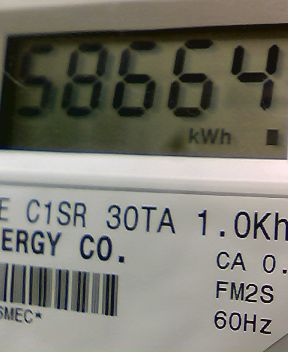 58664
kWh
E C1SR 30TA 1.0Kh
ERGY CO.
CA 0.
FM2S
SMEC*
60Hz